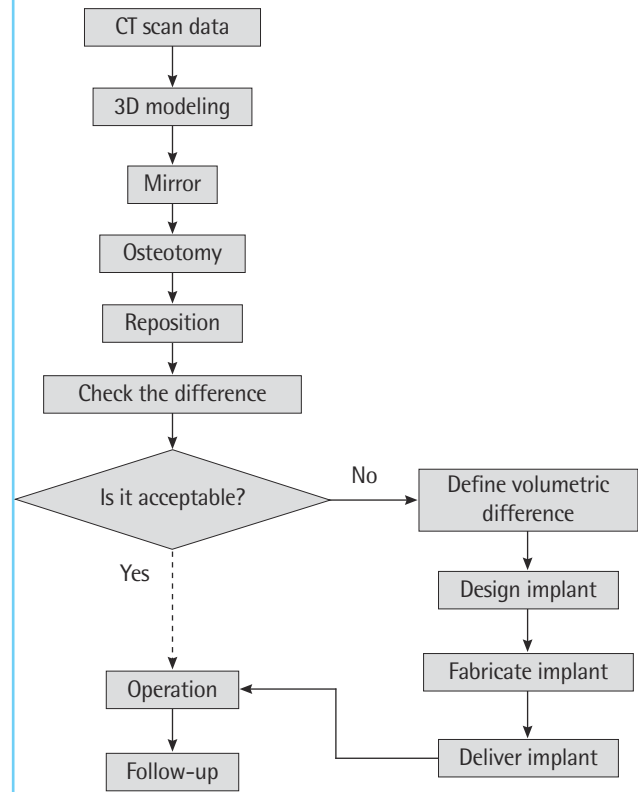 CT scan data
3D modeling
Mirror
Osteotomy
Reposition
Check the difference
Is it acceptable?
No
Yes
Define volumetric
difference
Design implant
Fabricate implant
Deliver implant
Operation
Follow-up